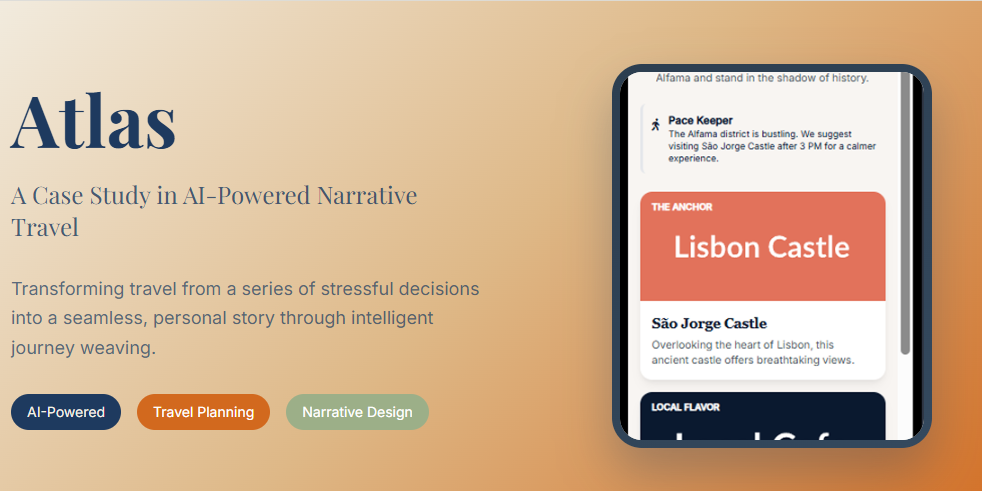 Atlas
A Case Study in AI-Powered Narrative
Travel
Transforming travel from a series of stressful decisions
into a seamless, personal story through intelligent
journey weaving.
AI-Powered
Travel Planning
Narrative Design
Alfama and stand in the shadow of history.
Pace Keeper
The Alfama district is bustling. We suggest
visiting São Jorge Castle after 3 PM for a calmer
experience.
THE ANCHOR
Lisbon Castle
São Jorge Castle
Overlooking the heart of Lisbon, this
ancient castle offers breathtaking views.
LOCAL FLAVOR